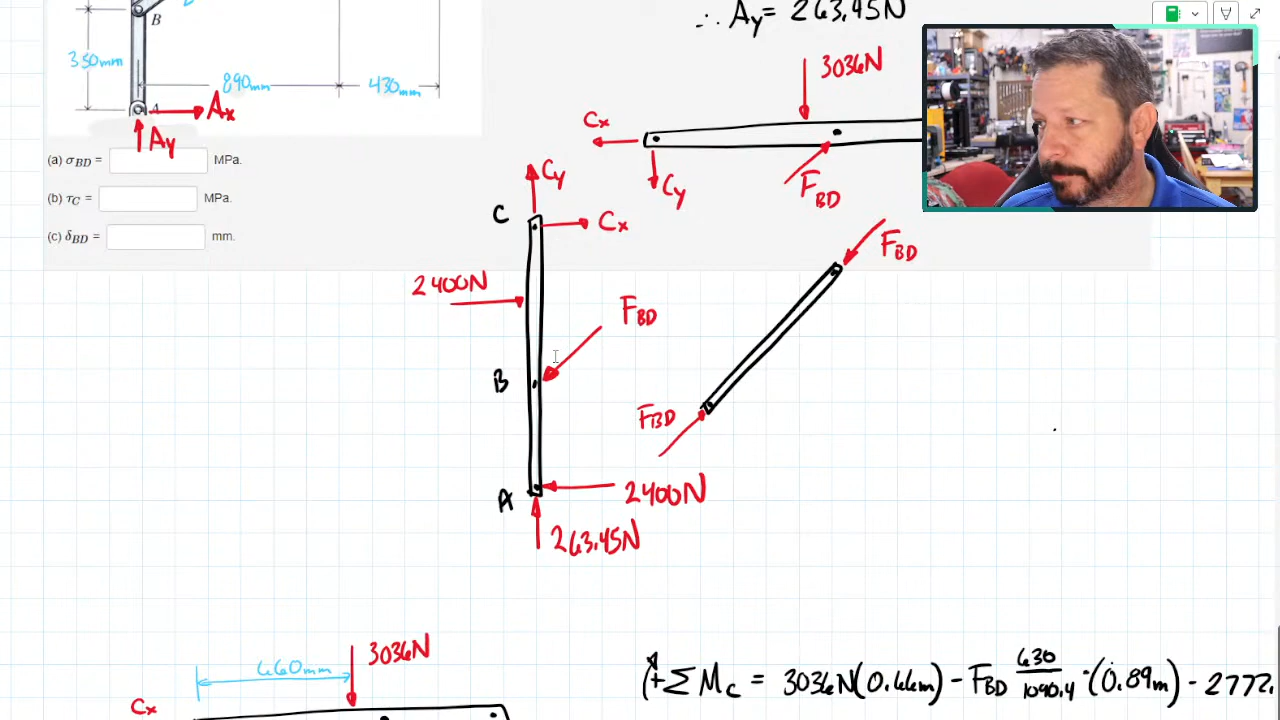 ∴ Ay = 263.45N
B
350mm
890mm
430mm
A
Ax
Ay
3036N
Cx
Cy
FBD
(a) σBD = MPa.
(b) τC = MPa.
(c) δBD = mm.
Cy
C
Cx
2400N
FBD
B
FBD
FBD
A
2400N
263.45N
3036N
660mm
Cx
+ Σ Mc = 3036N(0.66m) - FBD 630/1090.4 · (0.89m) - 2772.